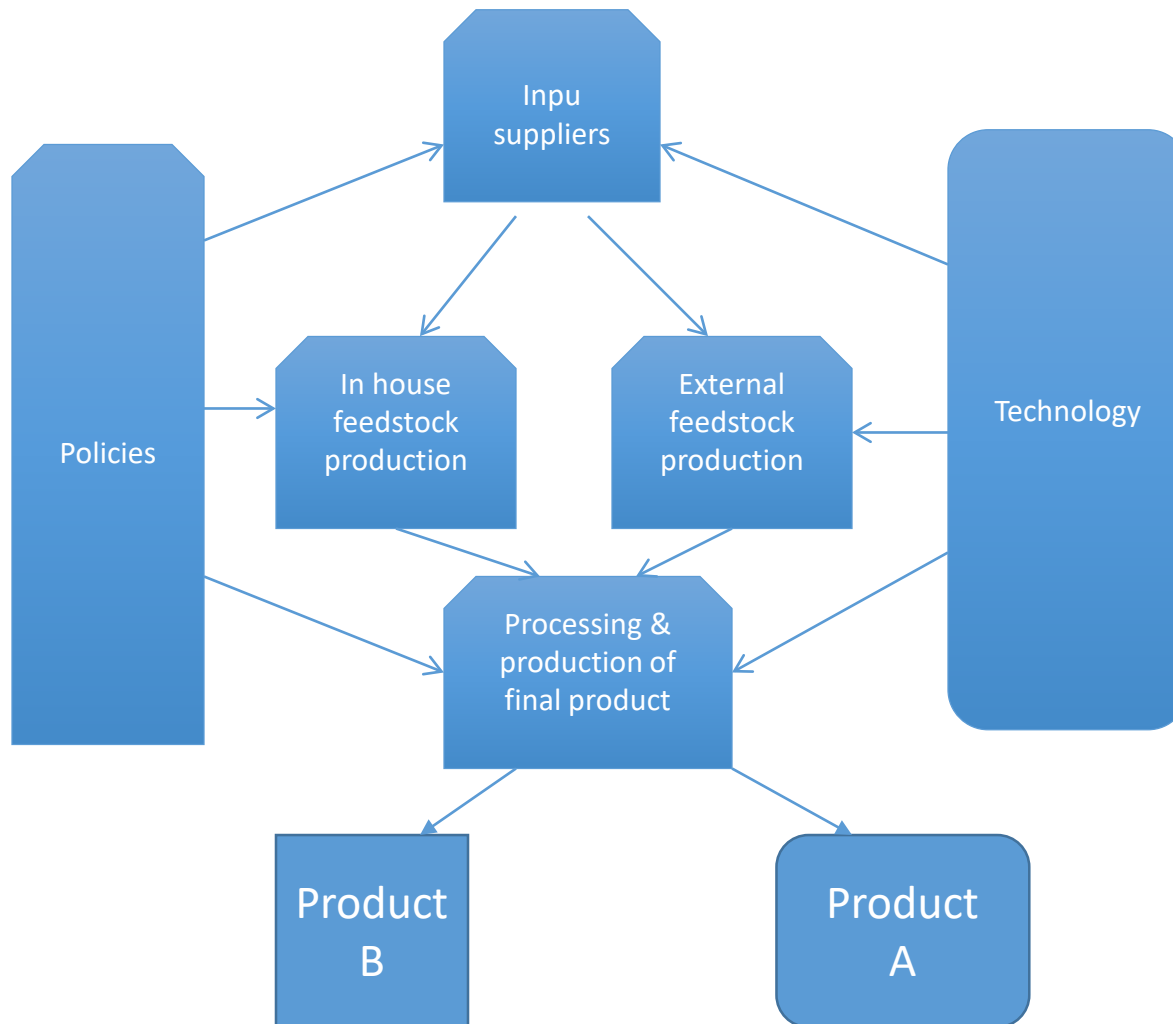 Inpu
suppliers
Policies
In house
feedstock
production
External
feedstock
production
Technology
Processing &
production of
final product
Product
B
Product
A